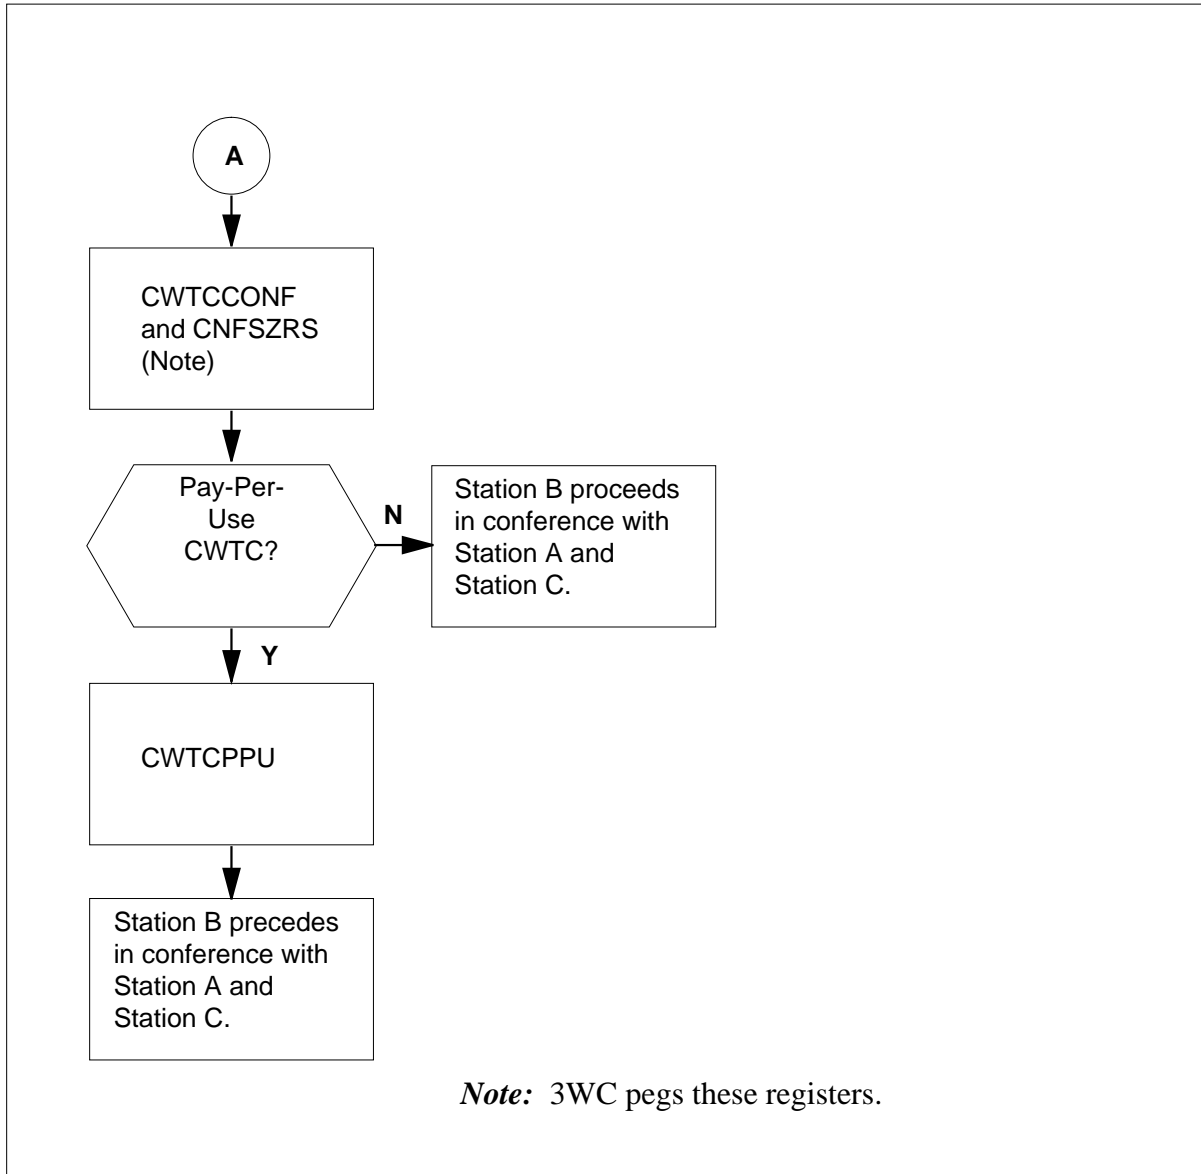 A
CWTCCONF
and CNFSZRS
(Note)
Pay-Per-
Use
CWTC?
N
Station B proceeds
in conference with
Station A and
Station C.
Y
CWTCPPU
Station B precedes
in conference with
Station A and
Station C.
Note: 3WC pegs these registers.